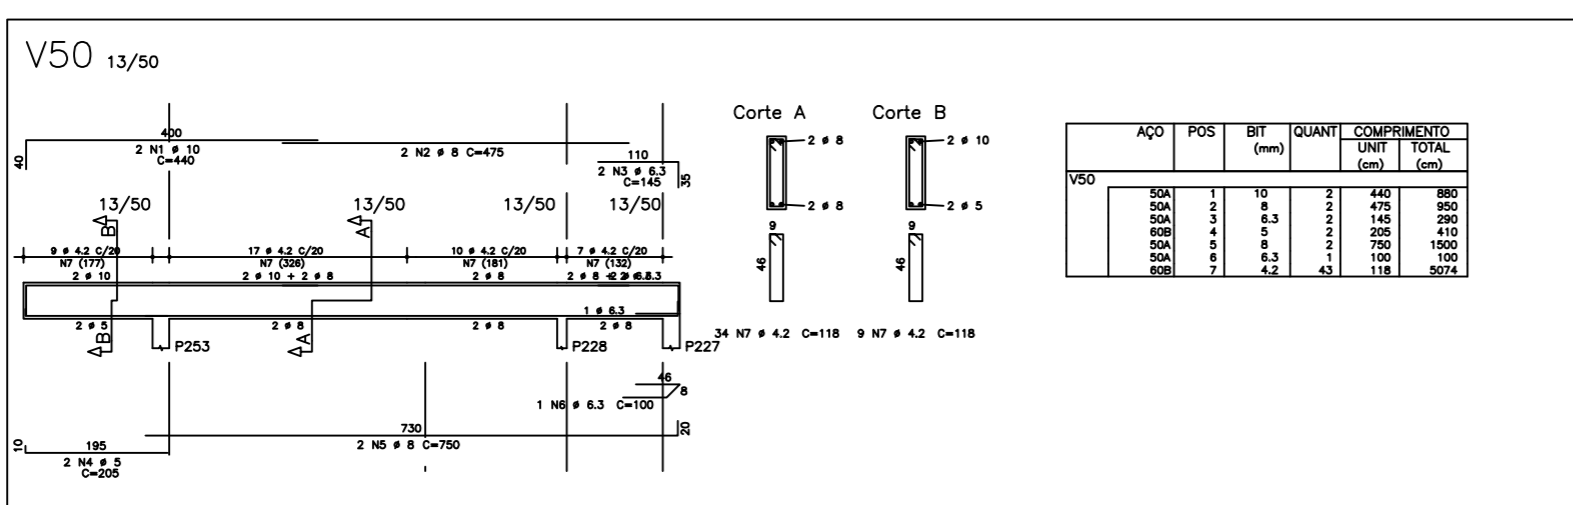 V50 13/50
400
2 N1 ø 10
C=440
40
2 N2 ø 8 C=475
110
2 N3 ø 6.3
C=145
35
13/50 13/50 13/50 13/50
B A
9 ø 4.2 C/20 17 ø 4.2 C/20 10 ø 4.2 C/20 7 ø 4.2 C/20
N7 (177) N7 (326) N7 (181) N7 (132)
2 ø 10 2 ø 10 + 2 ø 8 2 ø 8 2 ø 8 + 2 ø 6.3
1 ø 6.3
2 ø 5 2 ø 8 2 ø 8 2 ø 8
B A
P253 P228 P227
46
8
1 N6 ø 6.3 C=100
730
20
2 N5 ø 8 C=750
10
195
2 N4 ø 5
C=205
Corte A
2 ø 8
2 ø 8
9
46
34 N7 ø 4.2 C=118
Corte B
2 ø 10
2 ø 5
9
46
9 N7 ø 4.2 C=118
AÇO POS BIT QUANT COMPRIMENTO
(mm) UNIT TOTAL
(cm) (cm)
V50
50A 1 10 2 440 880
50A 2 8 2 475 950
50A 3 6.3 2 145 290
60B 4 5 2 205 410
50A 5 8 2 750 1500
50A 6 6.3 1 100 100
60B 7 4.2 43 118 5074